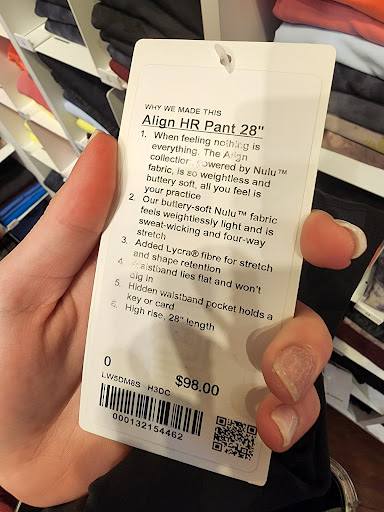 WHY WE MADE THIS
Align HR Pant 28"
1. When feeling nothing is
everything. The Align
collection, powered by Nulu™
fabric, is so weightless and
buttery soft, all you feel is
your practice
2. Our buttery-soft Nulu™ fabric
feels weightlessly light and is
sweat-wicking and four-way
stretch
3. Added Lycra® fibre for stretch
and shape retention
4. Waistband lies flat and won't
dig in
5. Hidden waistband pocket holds a
key or card
6. High rise, 28" length
0
$98.00
LW5DM8S H3DC
000132154462